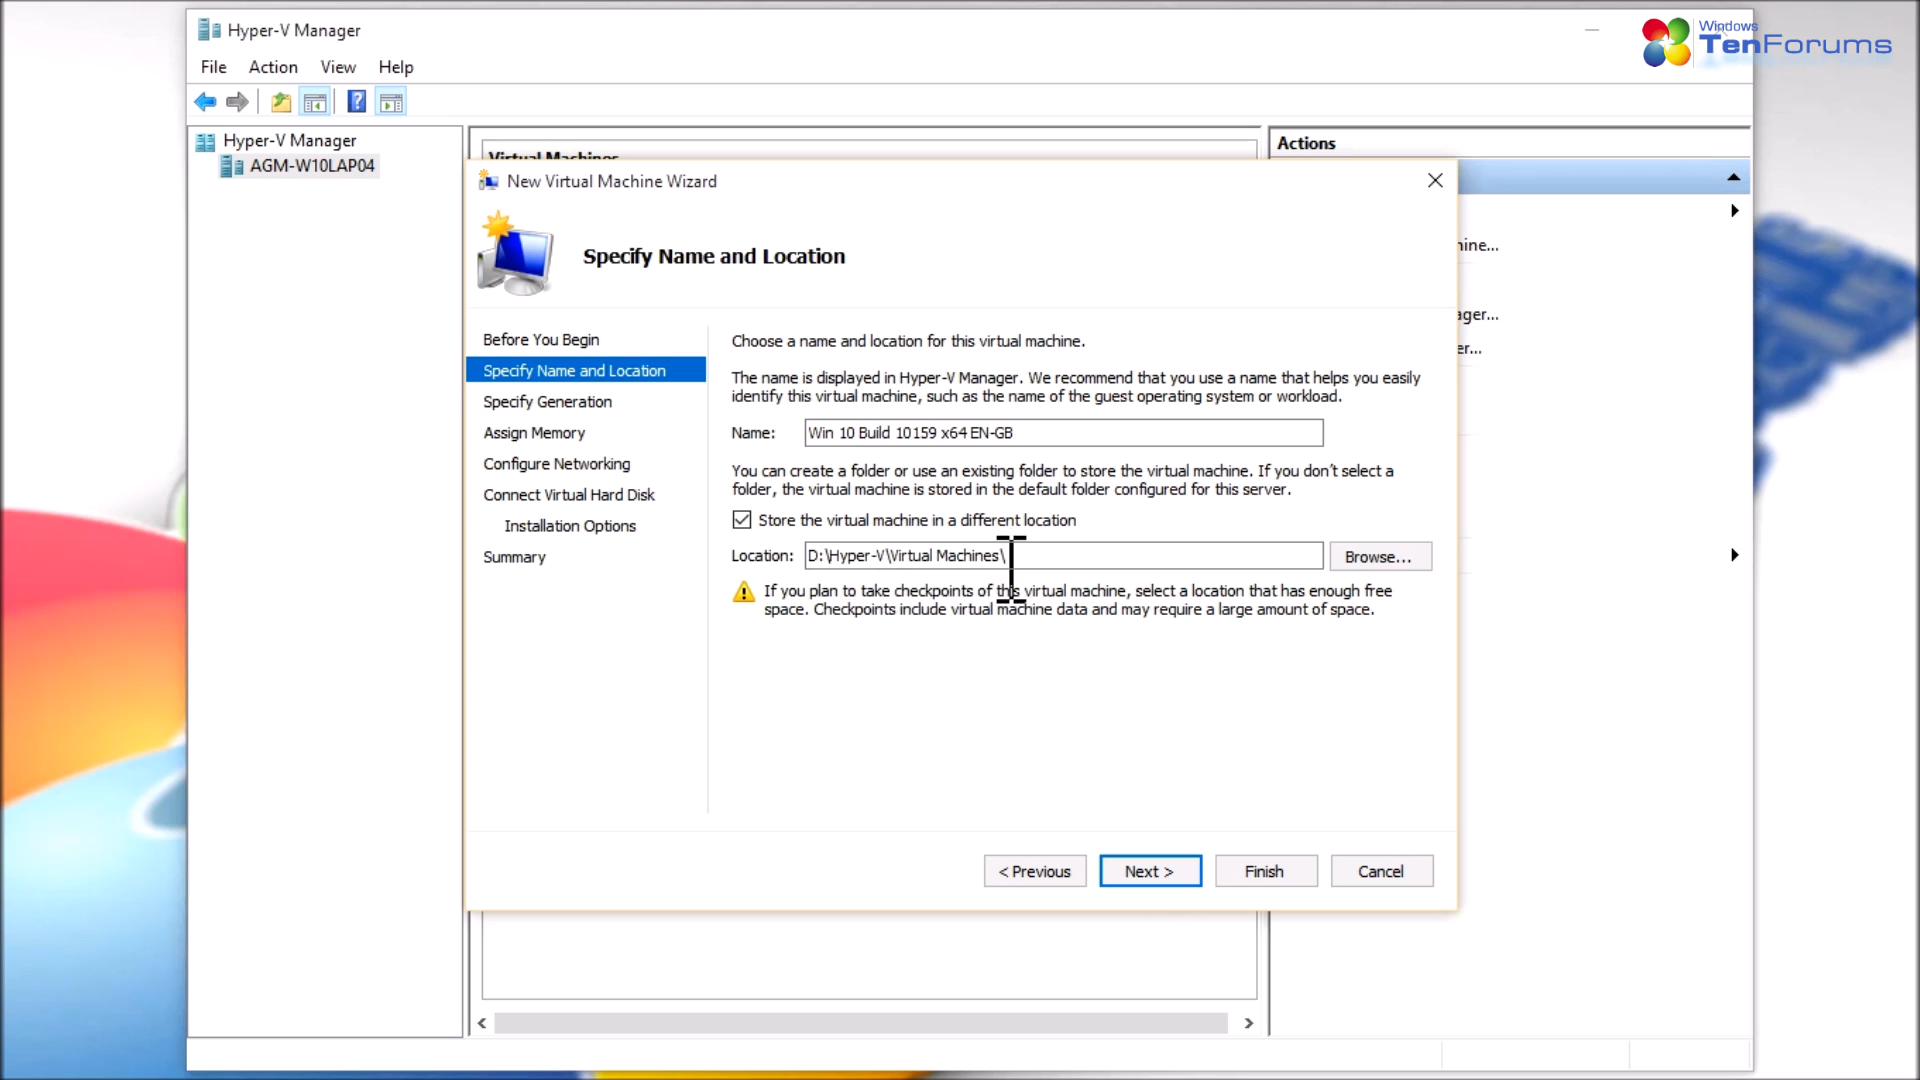 Hyper-V Manager
Windows
TenForums
File Action View Help
Hyper-V Manager
AGM-W10LAP04
Virtual Machines
Actions
New Virtual Machine Wizard
Specify Name and Location
Before You Begin
Specify Name and Location
Specify Generation
Assign Memory
Configure Networking
Connect Virtual Hard Disk
Installation Options
Summary
Choose a name and location for this virtual machine.
The name is displayed in Hyper-V Manager. We recommend that you use a name that helps you easily
identify this virtual machine, such as the name of the guest operating system or workload.
Name: Win 10 Build 10159 x64 EN-GB
You can create a folder or use an existing folder to store the virtual machine. If you don't select a
folder, the virtual machine is stored in the default folder configured for this server.
Store the virtual machine in a different location
Location: D:\Hyper-V\Virtual Machines\ Browse...
If you plan to take checkpoints of this virtual machine, select a location that has enough free
space. Checkpoints include virtual machine data and may require a large amount of space.
< Previous Next > Finish Cancel
hine...
ager...
er...